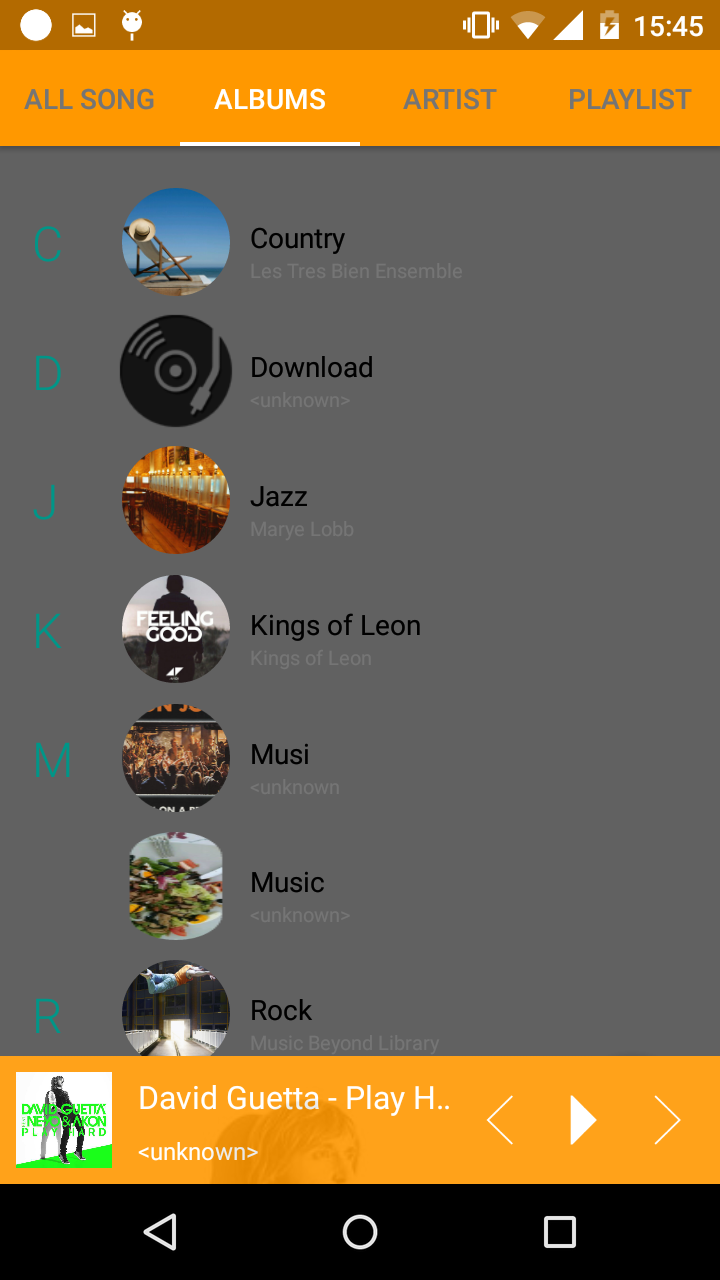 15:45
ALL SONG
ALBUMS
ARTIST
PLAYLIST
C
Country
Les Tres Bien Ensemble
D
Download
<unknown>
J
Jazz
Marye Lobb
K
FEELING
GOOD
Kings of Leon
Kings of Leon
M
Musi
<unknown
ON A
Music
<unknown>
R
Rock
Music Beyond Library
DAVID GUETTA
NE-YO & AKON
PLAY HARD
David Guetta - Play H..
<unknown>